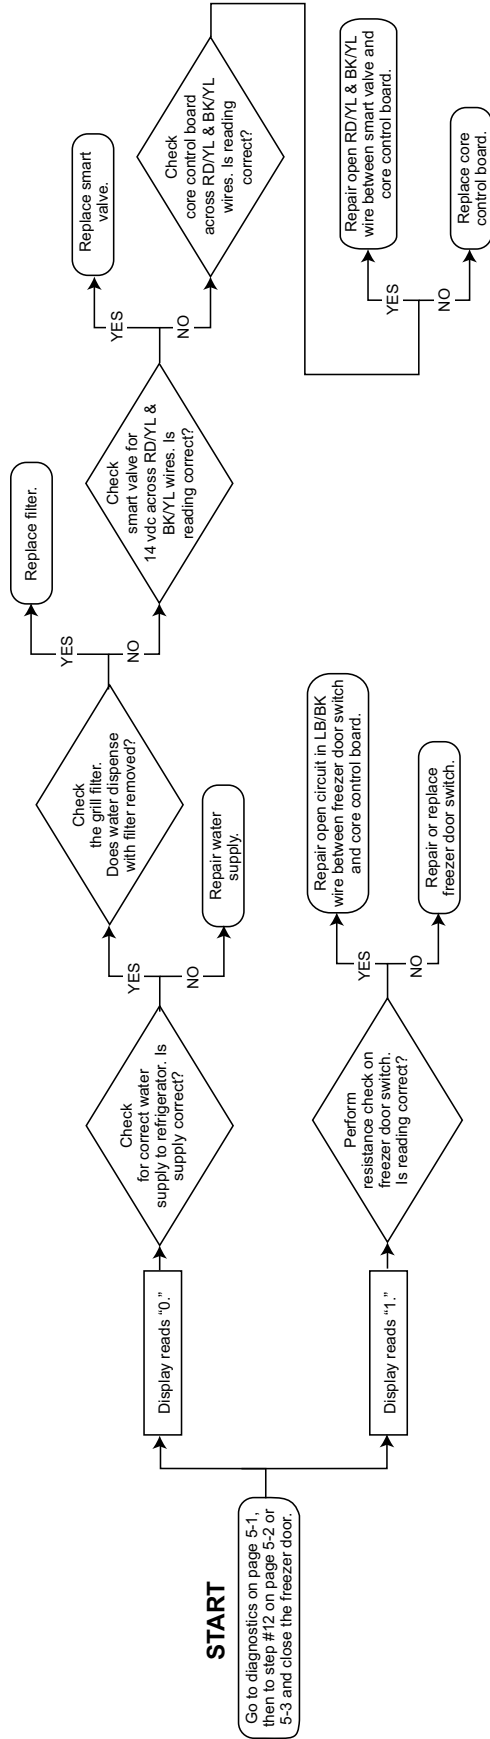 START
Go to diagnostics on page 5-1,
then to step #12 on page 5-2 or
5-3 and close the freezer door.
Display reads “0.”
Check
for correct water
supply to refrigerator. Is
supply correct?
YES
NO
Repair water
supply.
Check
the grill filter.
Does water dispense
with filter removed?
YES
NO
Replace filter.
Check
smart valve for
14 vdc across RD/YL &
BK/YL wires. Is
reading correct?
YES
NO
Replace smart
valve.
Check
core control board
across RD/YL & BK/YL
wires. Is reading
correct?
YES
NO
Repair open RD/YL & BK/YL
wire between smart valve and
core control board.
Replace core
control board.
Display reads “1.”
Perform
resistance check on
freezer door switch.
Is reading correct?
YES
NO
Repair open circuit in LB/BK
wire between freezer door switch
and core control board.
Repair or replace
freezer door switch.